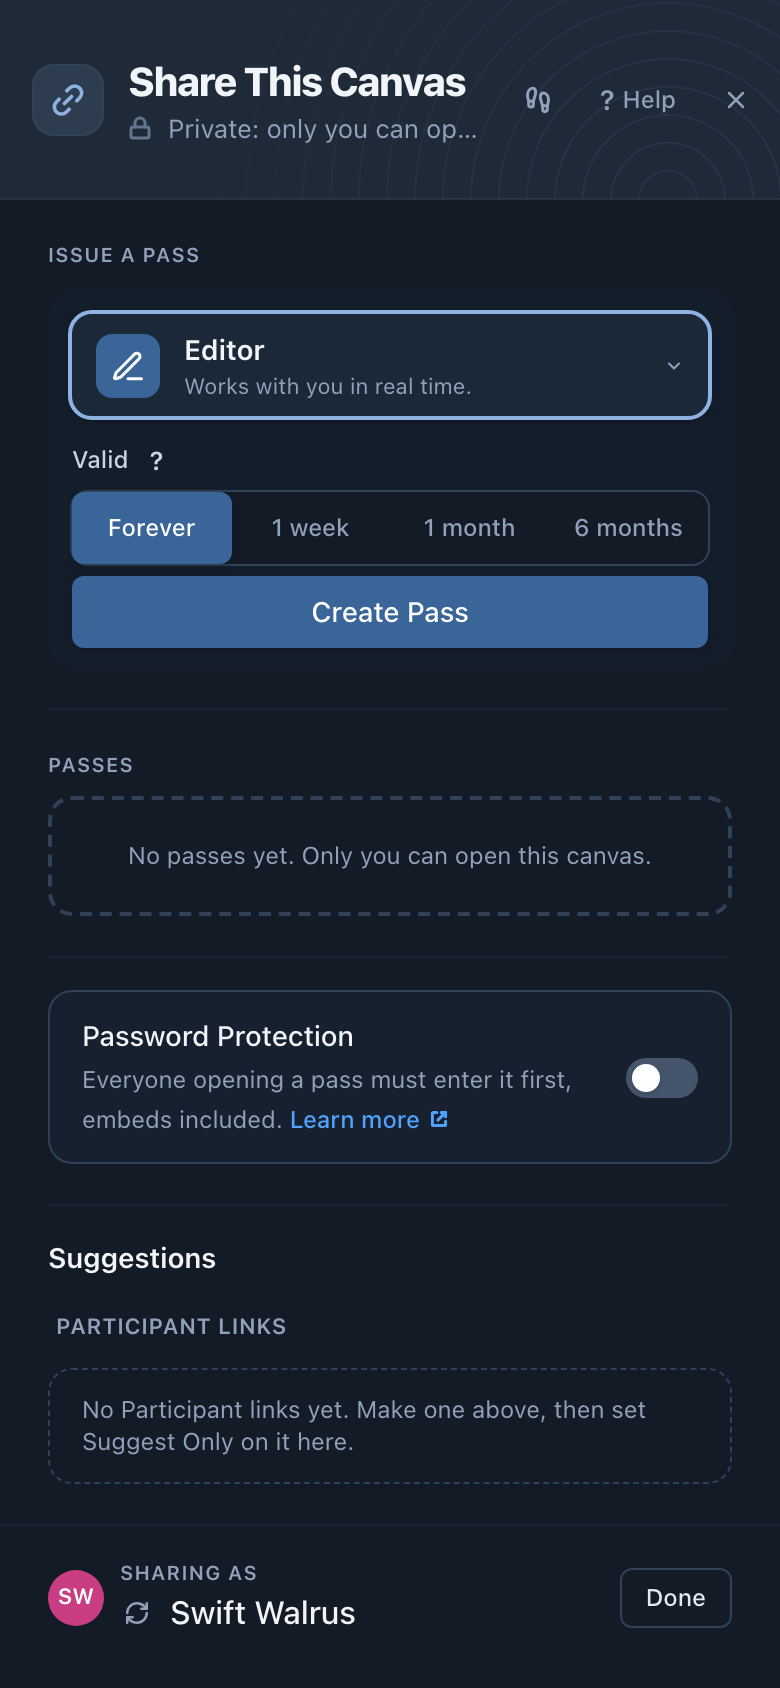 Share This Canvas
Private: only you can op...
? Help
ISSUE A PASS
Editor
Works with you in real time.
Valid ?
Forever 1 week 1 month 6 months
Create Pass
PASSES
No passes yet. Only you can open this canvas.
Password Protection
Everyone opening a pass must enter it first,
embeds included. Learn more
Suggestions
PARTICIPANT LINKS
No Participant links yet. Make one above, then set
Suggest Only on it here.
SW
SHARING AS
Swift Walrus
Done